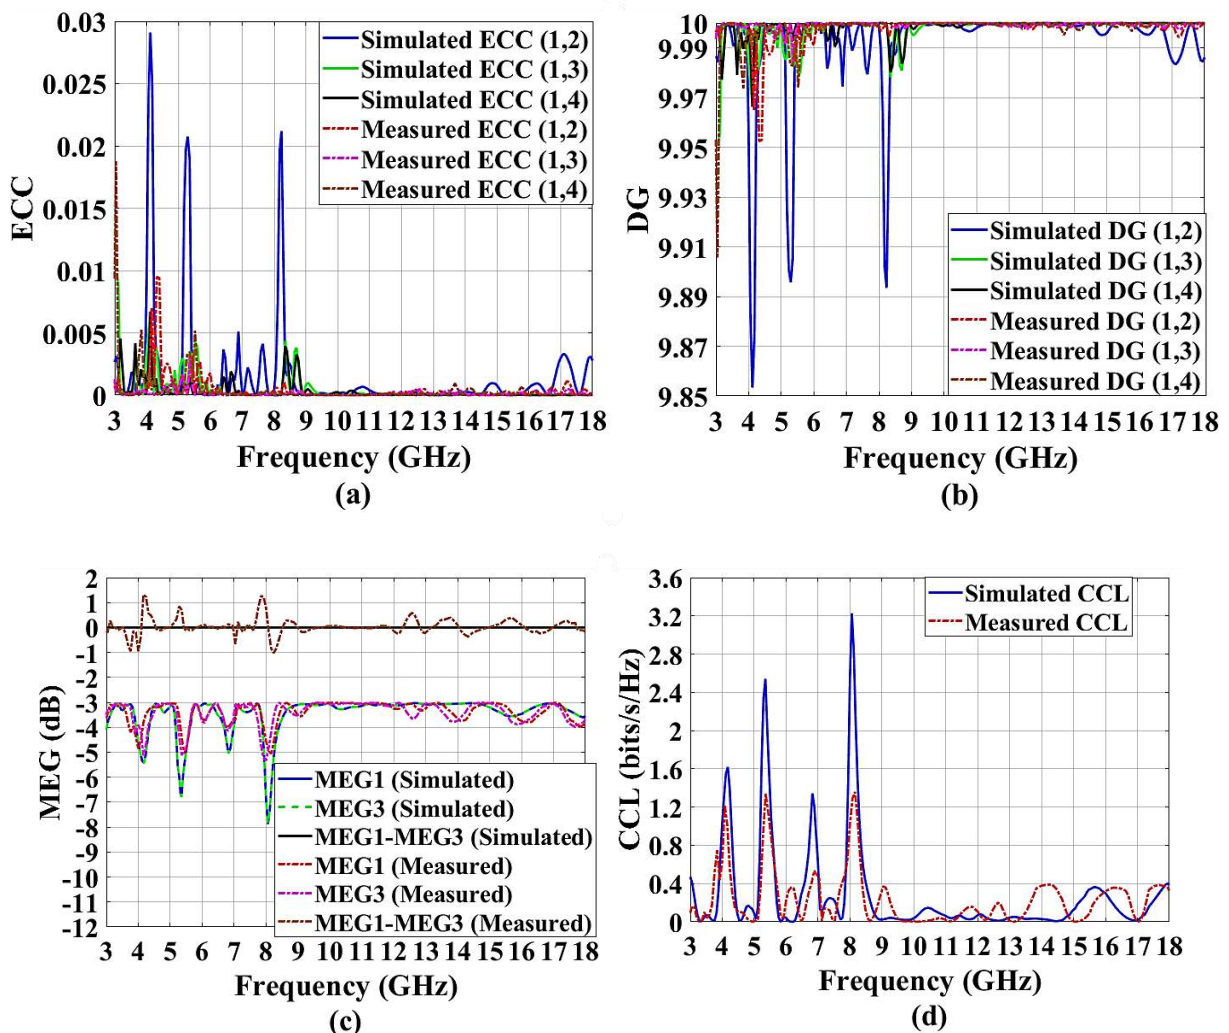 0.03
0.025
0.02
0.015
0.01
0.005
0
ECC
Simulated ECC (1,2)
Simulated ECC (1,3)
Simulated ECC (1,4)
Measured ECC (1,2)
Measured ECC (1,3)
Measured ECC (1,4)
3 4 5 6 7 8 9 10 11 12 13 14 15 16 17 18
Frequency (GHz)
(a)
10
9.99
9.97
9.95
9.93
9.91
9.89
9.87
9.85
DG
Simulated DG (1,2)
Simulated DG (1,3)
Simulated DG (1,4)
Measured DG (1,2)
Measured DG (1,3)
Measured DG (1,4)
3 4 5 6 7 8 9 10 11 12 13 14 15 16 17 18
Frequency (GHz)
(b)
2
1
0
-1
-2
-3
-4
-5
-6
-7
-8
-9
-10
-11
-12
MEG (dB)
MEG1 (Simulated)
MEG3 (Simulated)
MEG1-MEG3 (Simulated)
MEG1 (Measured)
MEG3 (Measured)
MEG1-MEG3 (Measured)
3 4 5 6 7 8 9 10 11 12 13 14 15 16 17 18
Frequency (GHz)
(c)
3.6
3.2
2.8
2.4
2
1.6
1.2
0.8
0.4
0
CCL (bits/s/Hz)
Simulated CCL
Measured CCL
3 4 5 6 7 8 9 10 11 12 13 14 15 16 17 18
Frequency (GHz)
(d)